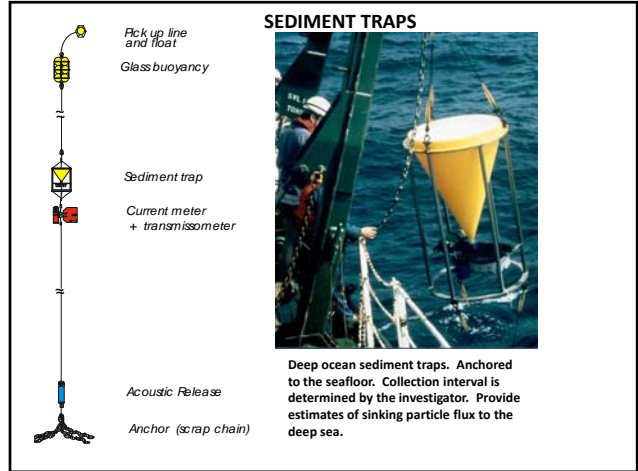 SEDIMENT TRAPS
Pick up line
and float
Glass buoyancy
Sediment trap
Current meter
+ transmissometer
Acoustic Release
Anchor (scrap chain)
SWL
Deep ocean sediment traps. Anchored
to the seafloor. Collection interval is
determined by the investigator. Provide
estimates of sinking particle flux to the
deep sea.